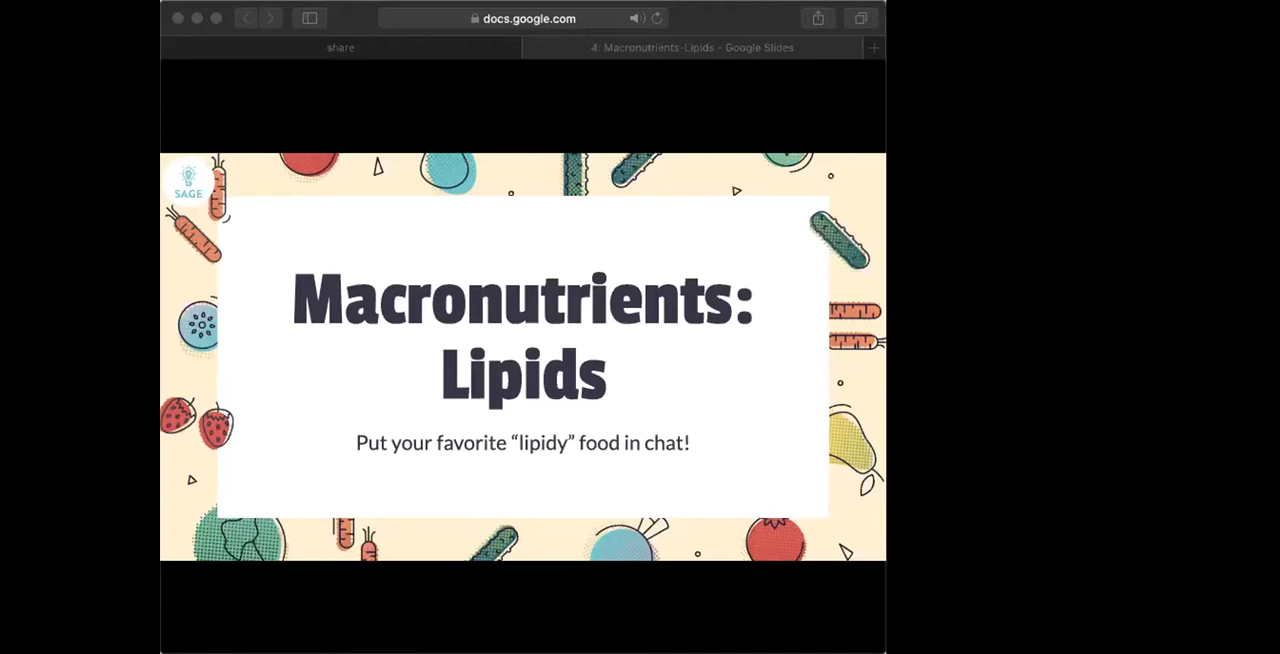 docs.google.com
share
4: Macronutrients-Lipids - Google Slides
SAGE
Macronutrients:
Lipids
Put your favorite “lipidy” food in chat!